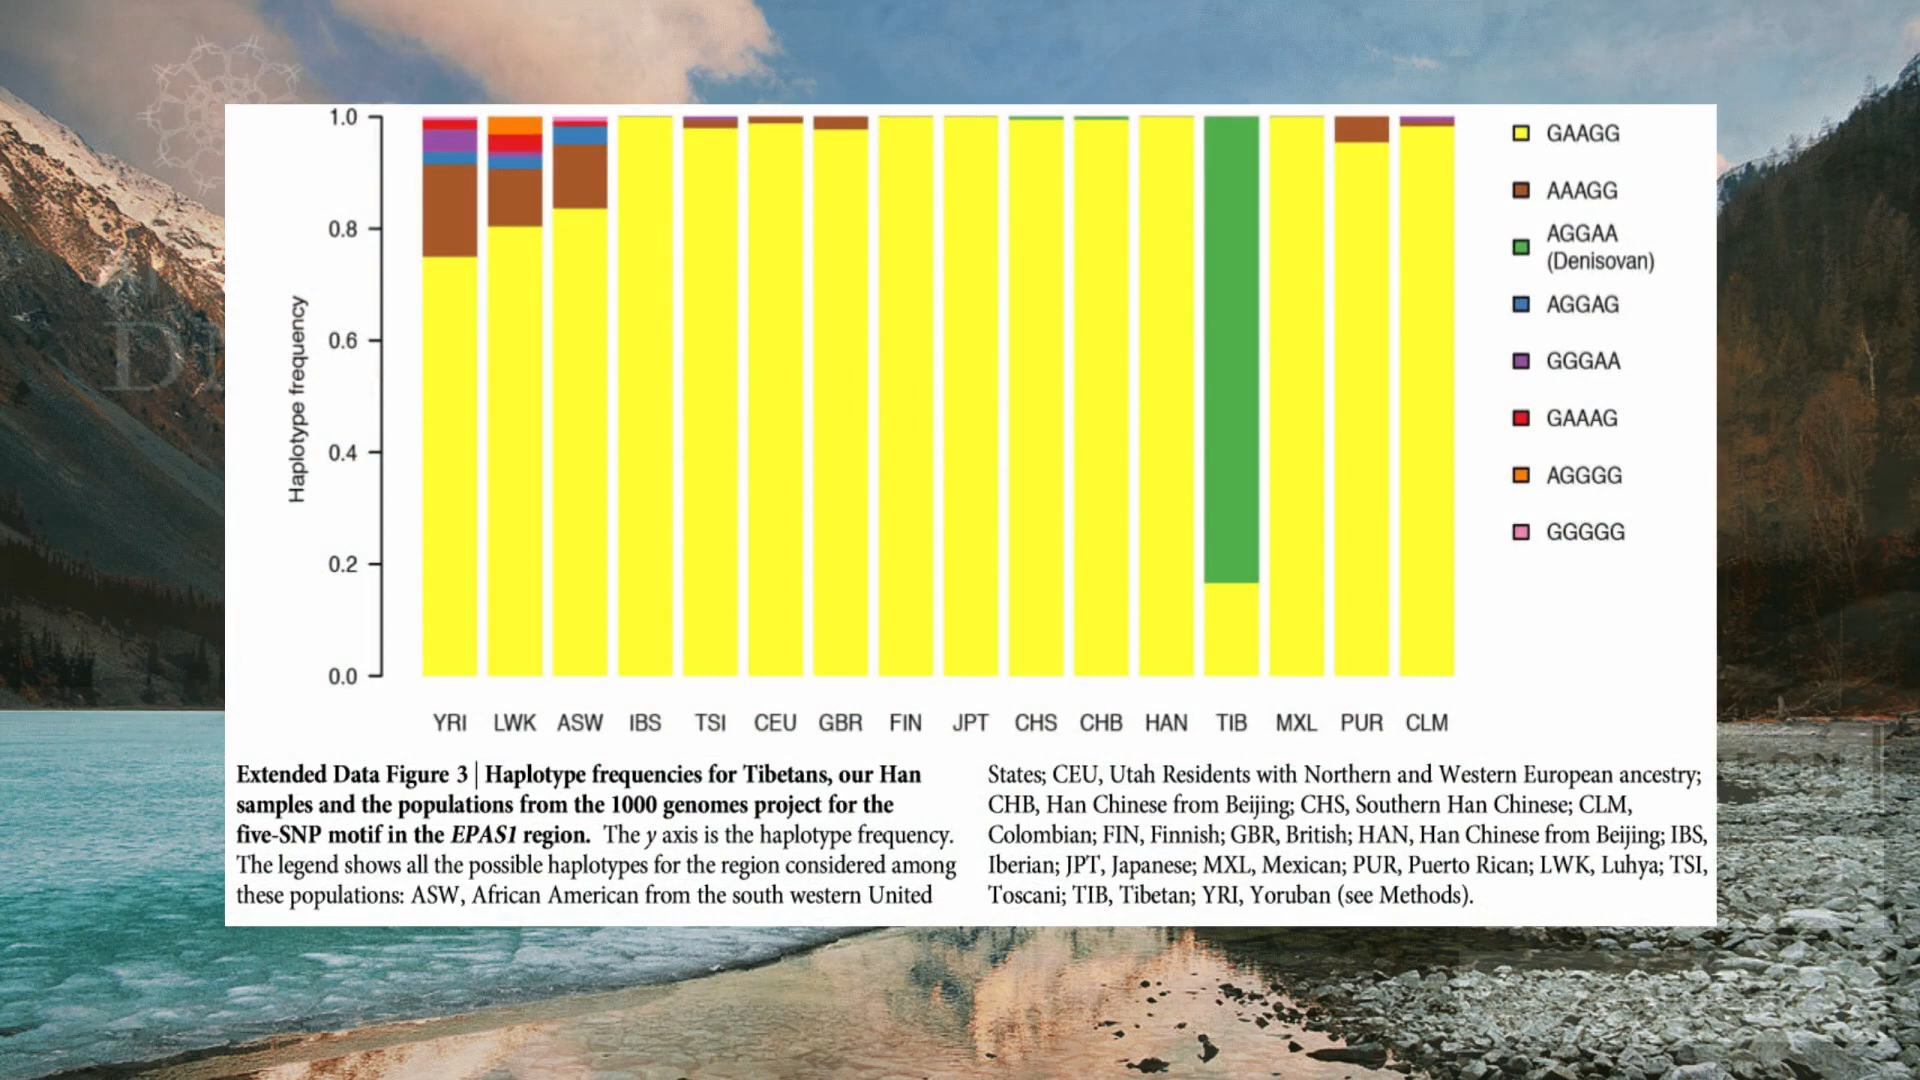 1.0
0.8
0.6
0.4
0.2
0.0
Haplotype frequency
YRI LWK ASW IBS TSI CEU GBR FIN JPT CHS CHB HAN TIB MXL PUR CLM
GAAGG
AAAGG
AGGAA
(Denisovan)
AGGAG
GGGAA
GAAAG
AGGGG
GGGGG
Extended Data Figure 3 | Haplotype frequencies for Tibetans, our Han
samples and the populations from the 1000 genomes project for the
five-SNP motif in the EPAS1 region. The y axis is the haplotype frequency.
The legend shows all the possible haplotypes for the region considered among
these populations: ASW, African American from the south western United
States; CEU, Utah Residents with Northern and Western European ancestry;
CHB, Han Chinese from Beijing; CHS, Southern Han Chinese; CLM,
Colombian; FIN, Finnish; GBR, British; HAN, Han Chinese from Beijing; IBS,
Iberian; JPT, Japanese; MXL, Mexican; PUR, Puerto Rican; LWK, Luhya; TSI,
Toscani; TIB, Tibetan; YRI, Yoruban (see Methods).